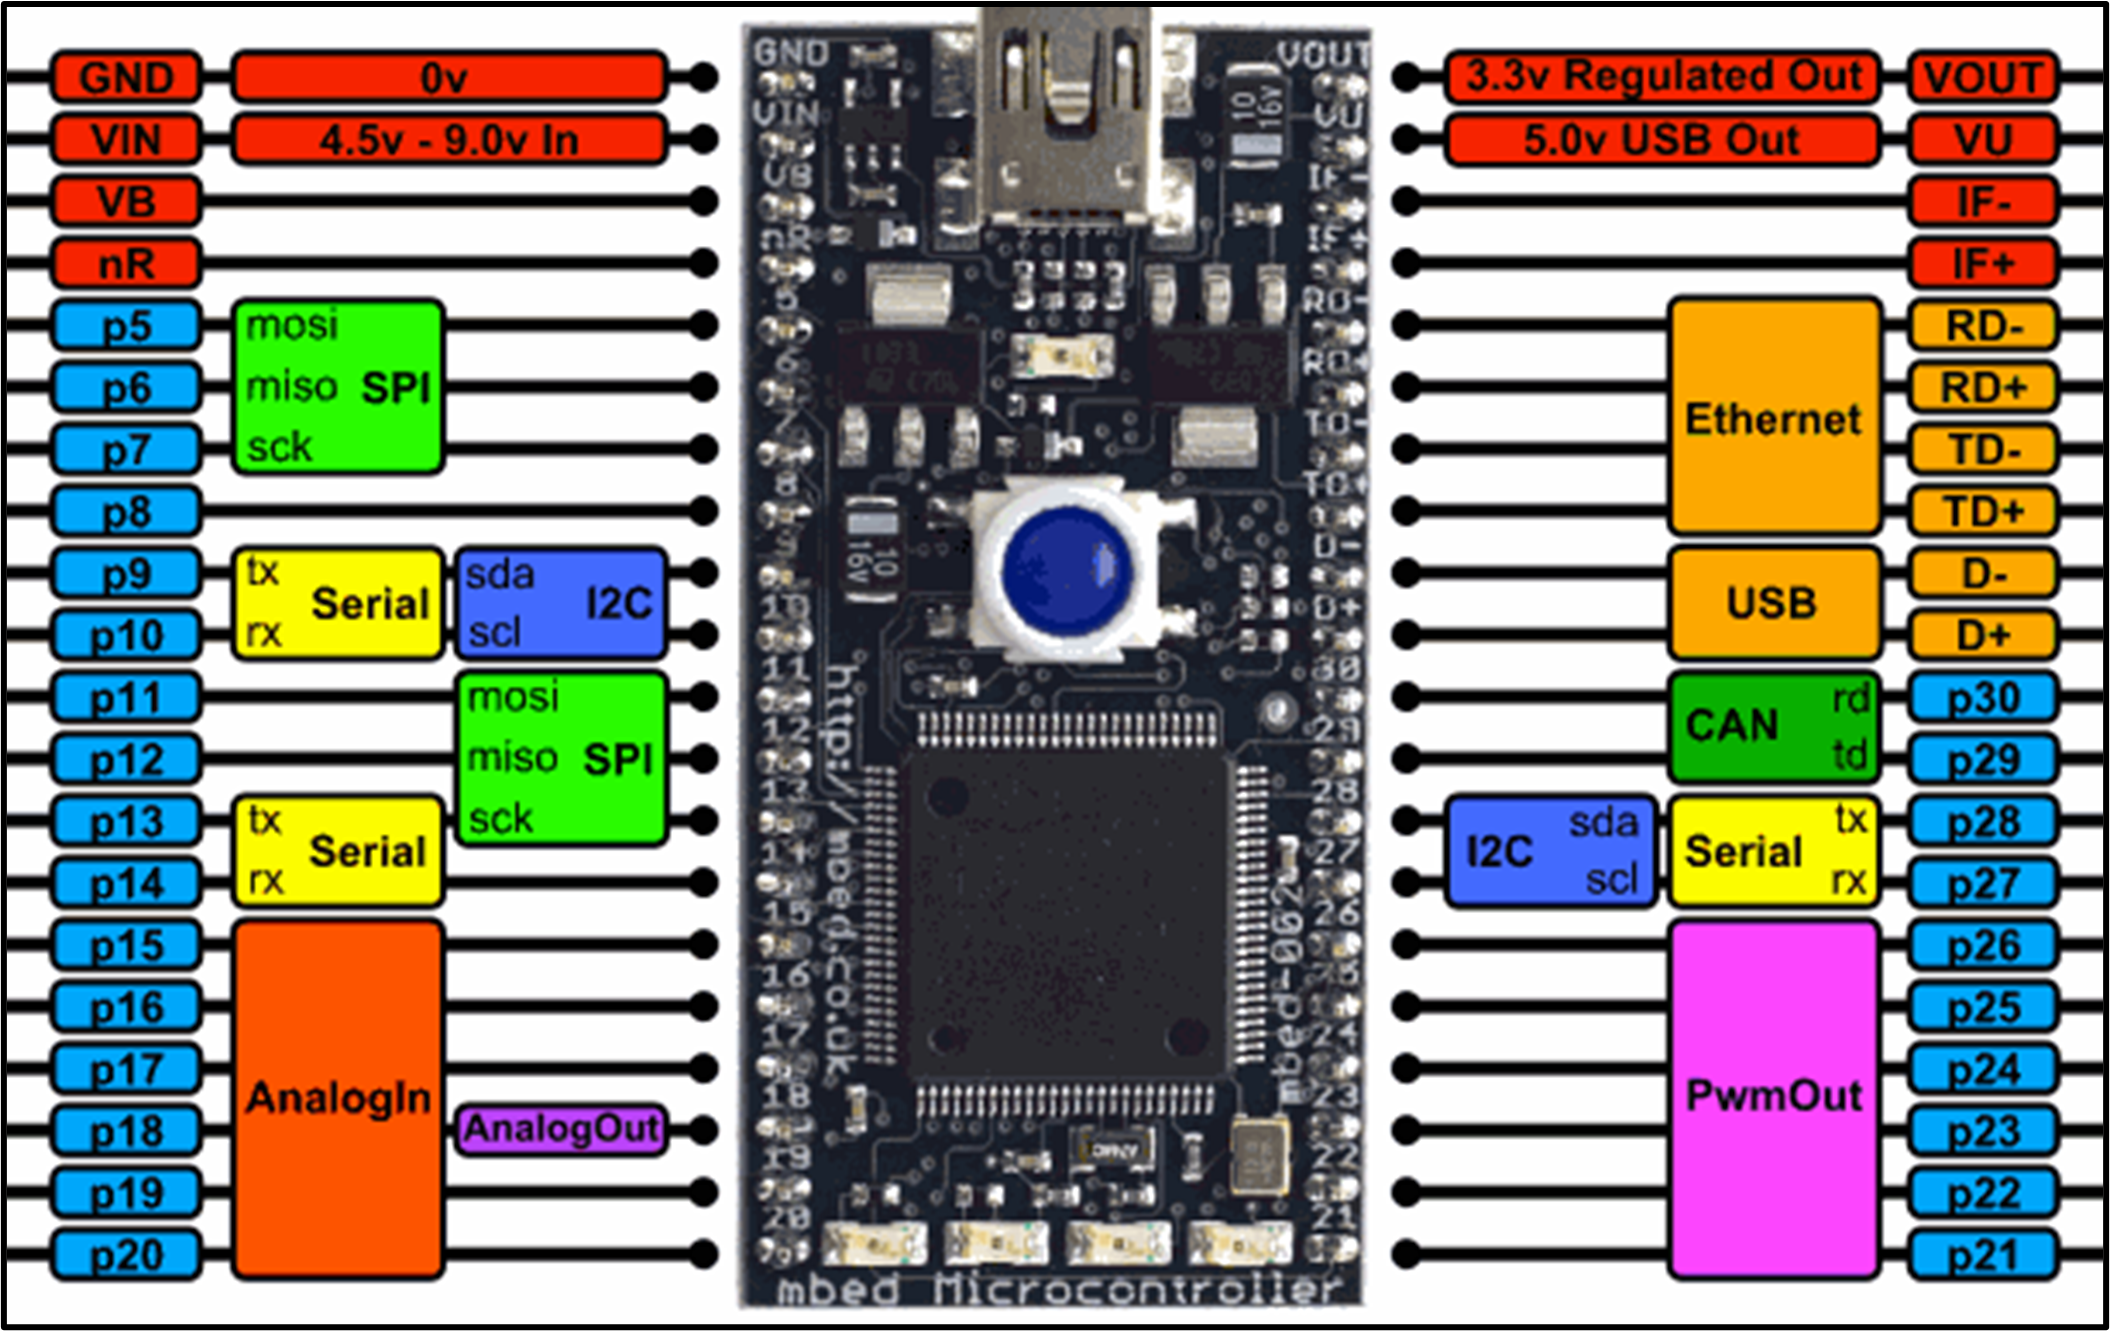 GND 0v
VIN 4.5v - 9.0v In
VB
nR
p5 mosi
p6 miso SPI
p7 sck
p8
p9 tx Serial sda I2C
p10 rx scl
p11 mosi
p12 miso SPI
p13 tx Serial sck
p14 rx
p15
p16
p17
AnalogIn
p18 AnalogOut
p19
p20
GND
VIN
VB
nR
5
6
7
8
10
11
12
13
14
15
16
17
18
19
20
http://mbed.co.uk
10
16v
10
16v
VOUT
VU
IF-
IF+
RD-
RD+
TD-
TD+
D-
D+
30
29
28
27
26
25
24
23
22
21
mbed-002.1
mbed Microcontroller
3.3v Regulated Out VOUT
5.0v USB Out VU
IF-
IF+
Ethernet RD-
RD+
TD-
TD+
USB D-
D+
CAN rd p30
td p29
I2C sda Serial tx p28
scl rx p27
p26
p25
p24
PwmOut
p23
p22
p21